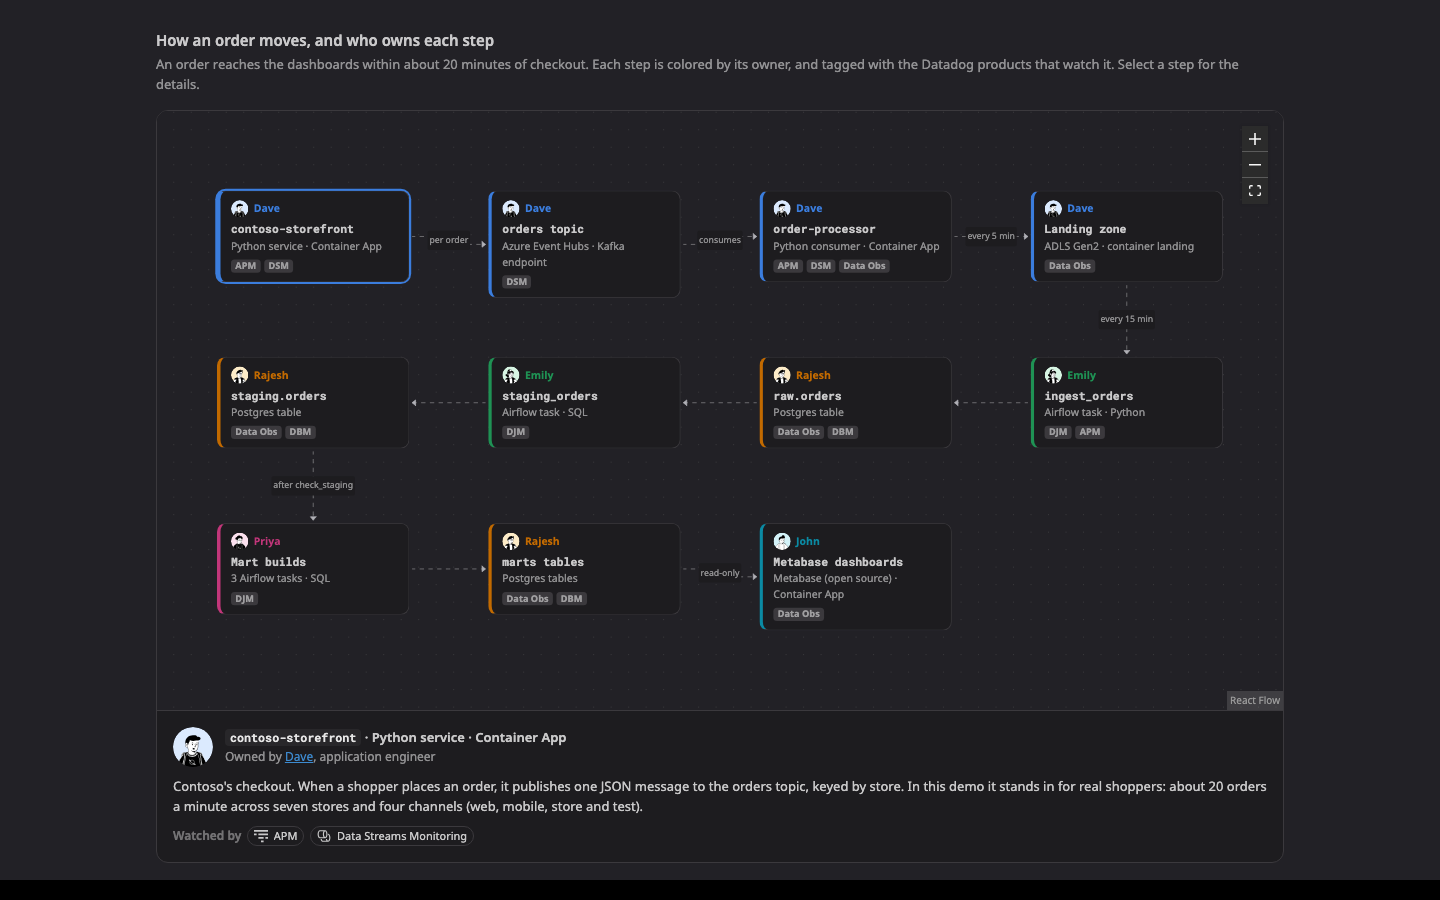 How an order moves, and who owns each step
An order reaches the dashboards within about 20 minutes of checkout. Each step is colored by its owner, and tagged with the Datadog products that watch it. Select a step for the
details.
Dave
contoso-storefront
Python service · Container App
APM DSM
per order
Dave
orders topic
Azure Event Hubs · Kafka
endpoint
DSM
consumes
Dave
order-processor
Python consumer · Container App
APM DSM Data Obs
every 5 min
Dave
Landing zone
ADLS Gen2 · container landing
Data Obs
every 15 min
Rajesh
staging.orders
Postgres table
Data Obs DBM
Emily
staging_orders
Airflow task · SQL
DJM
Rajesh
raw.orders
Postgres table
Data Obs DBM
Emily
ingest_orders
Airflow task · Python
DJM APM
after check_staging
Priya
Mart builds
3 Airflow tasks · SQL
DJM
Rajesh
marts tables
Postgres tables
Data Obs DBM
read-only
John
Metabase dashboards
Metabase (open source) ·
Container App
Data Obs
React Flow
contoso-storefront · Python service · Container App
Owned by Dave, application engineer
Contoso's checkout. When a shopper places an order, it publishes one JSON message to the orders topic, keyed by store. In this demo it stands in for real shoppers: about 20 orders
a minute across seven stores and four channels (web, mobile, store and test).
Watched by APM Data Streams Monitoring